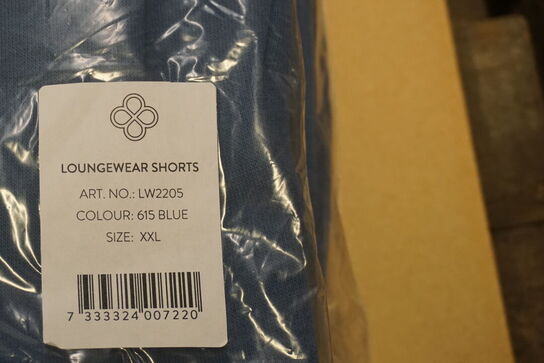 LOUNGEWEAR SHORTS
ART. NO.: LW2205
COLOUR: 615 BLUE
SIZE: XXL
7 333324 007220